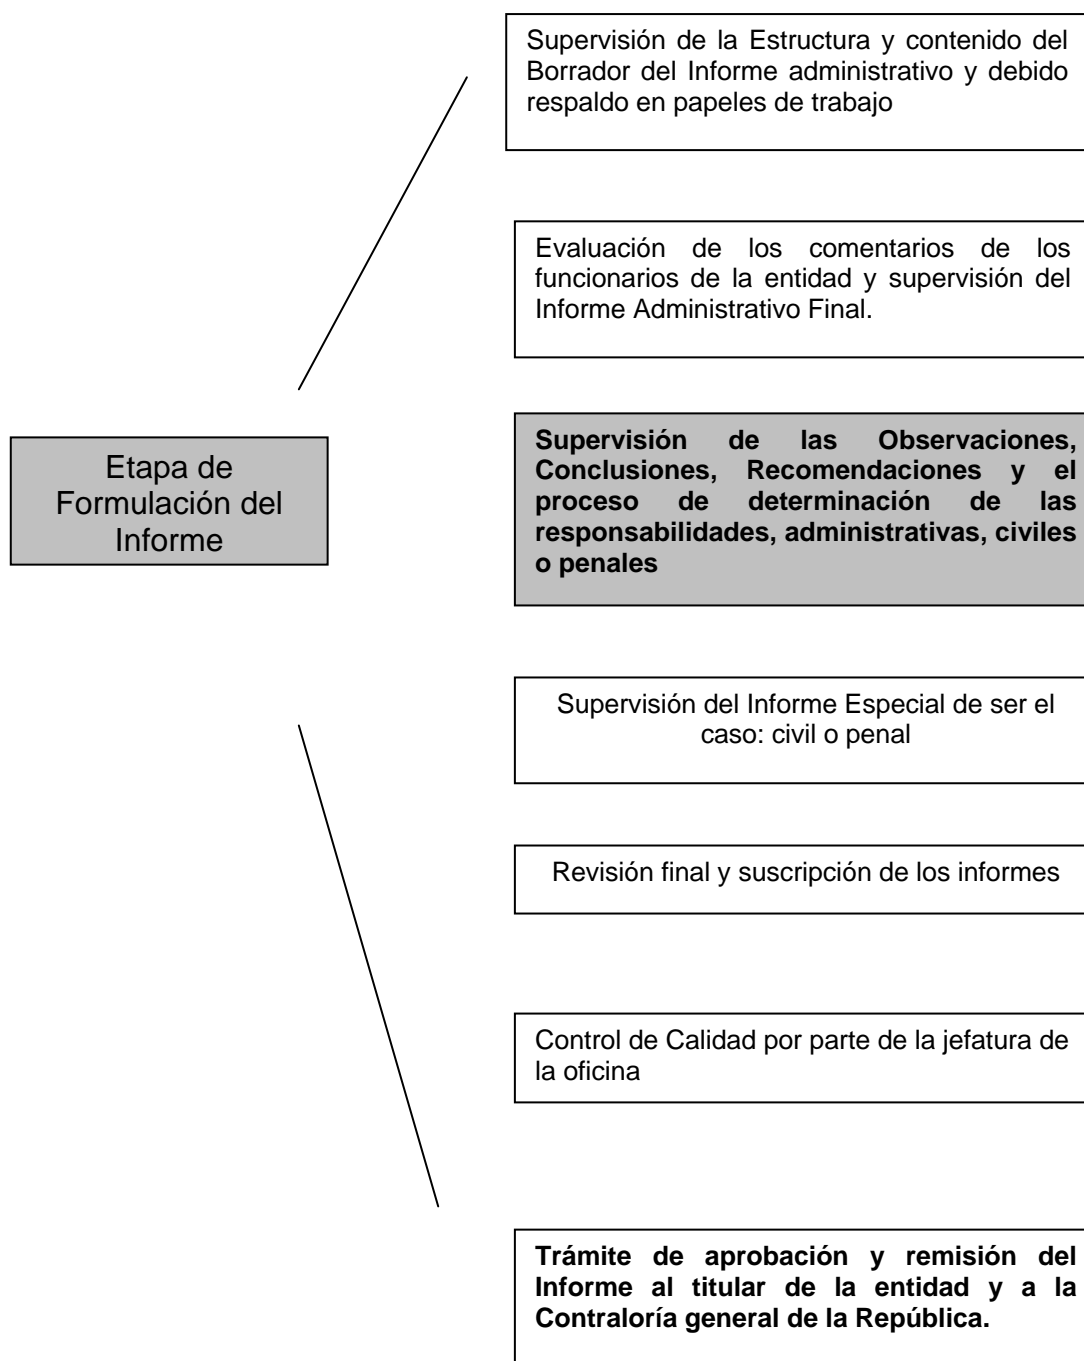 Supervisión de la Estructura y contenido del
Borrador del Informe administrativo y debido
respaldo en papeles de trabajo
Evaluación de los comentarios de los
funcionarios de la entidad y supervisión del
Informe Administrativo Final.
Etapa de
Formulación del
Informe
Supervisión de las Observaciones,
Conclusiones, Recomendaciones y el
proceso de determinación de las
responsabilidades, administrativas, civiles
o penales
Supervisión del Informe Especial de ser el
caso: civil o penal
Revisión final y suscripción de los informes
Control de Calidad por parte de la jefatura de
la oficina
Trámite de aprobación y remisión del
Informe al titular de la entidad y a la
Contraloría general de la República.